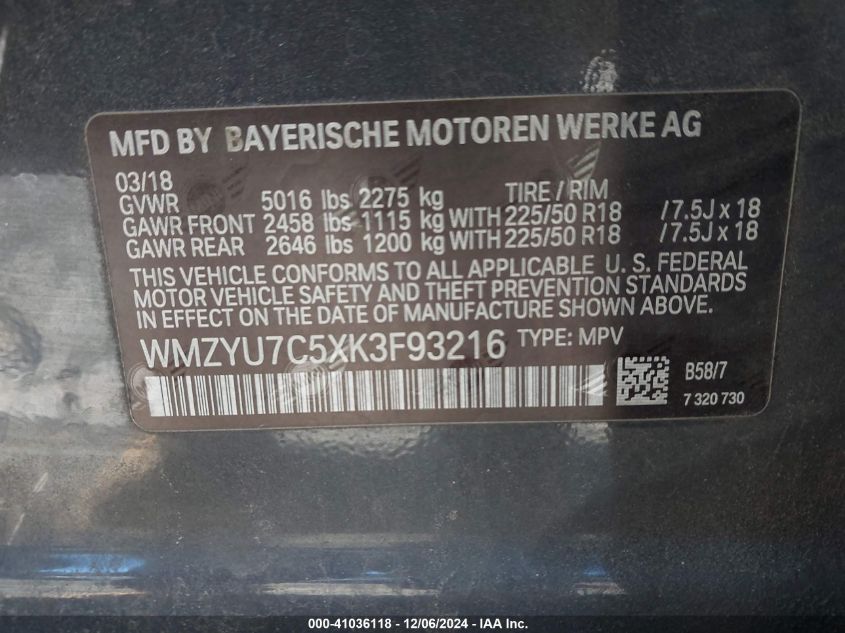 MFD BY BAYERISCHE MOTOREN WERKE AG
03/18
GVWR 5016 lbs 2275 kg TIRE / RIM
GAWR FRONT 2458 lbs 1115 kg WITH 225/50 R18 /7.5J x 18
GAWR REAR 2646 lbs 1200 kg WITH 225/50 R18 /7.5J x 18
THIS VEHICLE CONFORMS TO ALL APPLICABLE U. S. FEDERAL
MOTOR VEHICLE SAFETY AND THEFT PREVENTION STANDARDS
IN EFFECT ON THE DATE OF MANUFACTURE SHOWN ABOVE.
WMZYU7C5XK3F93216 TYPE: MPV
B58/7
7 320 730
000-41036118 - 12/06/2024 - IAA Inc.